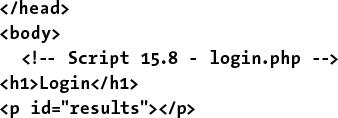 </head>
<body>
  <!-- Script 15.8 - login.php -->
<h1>Login</h1>
<p id="results"></p>